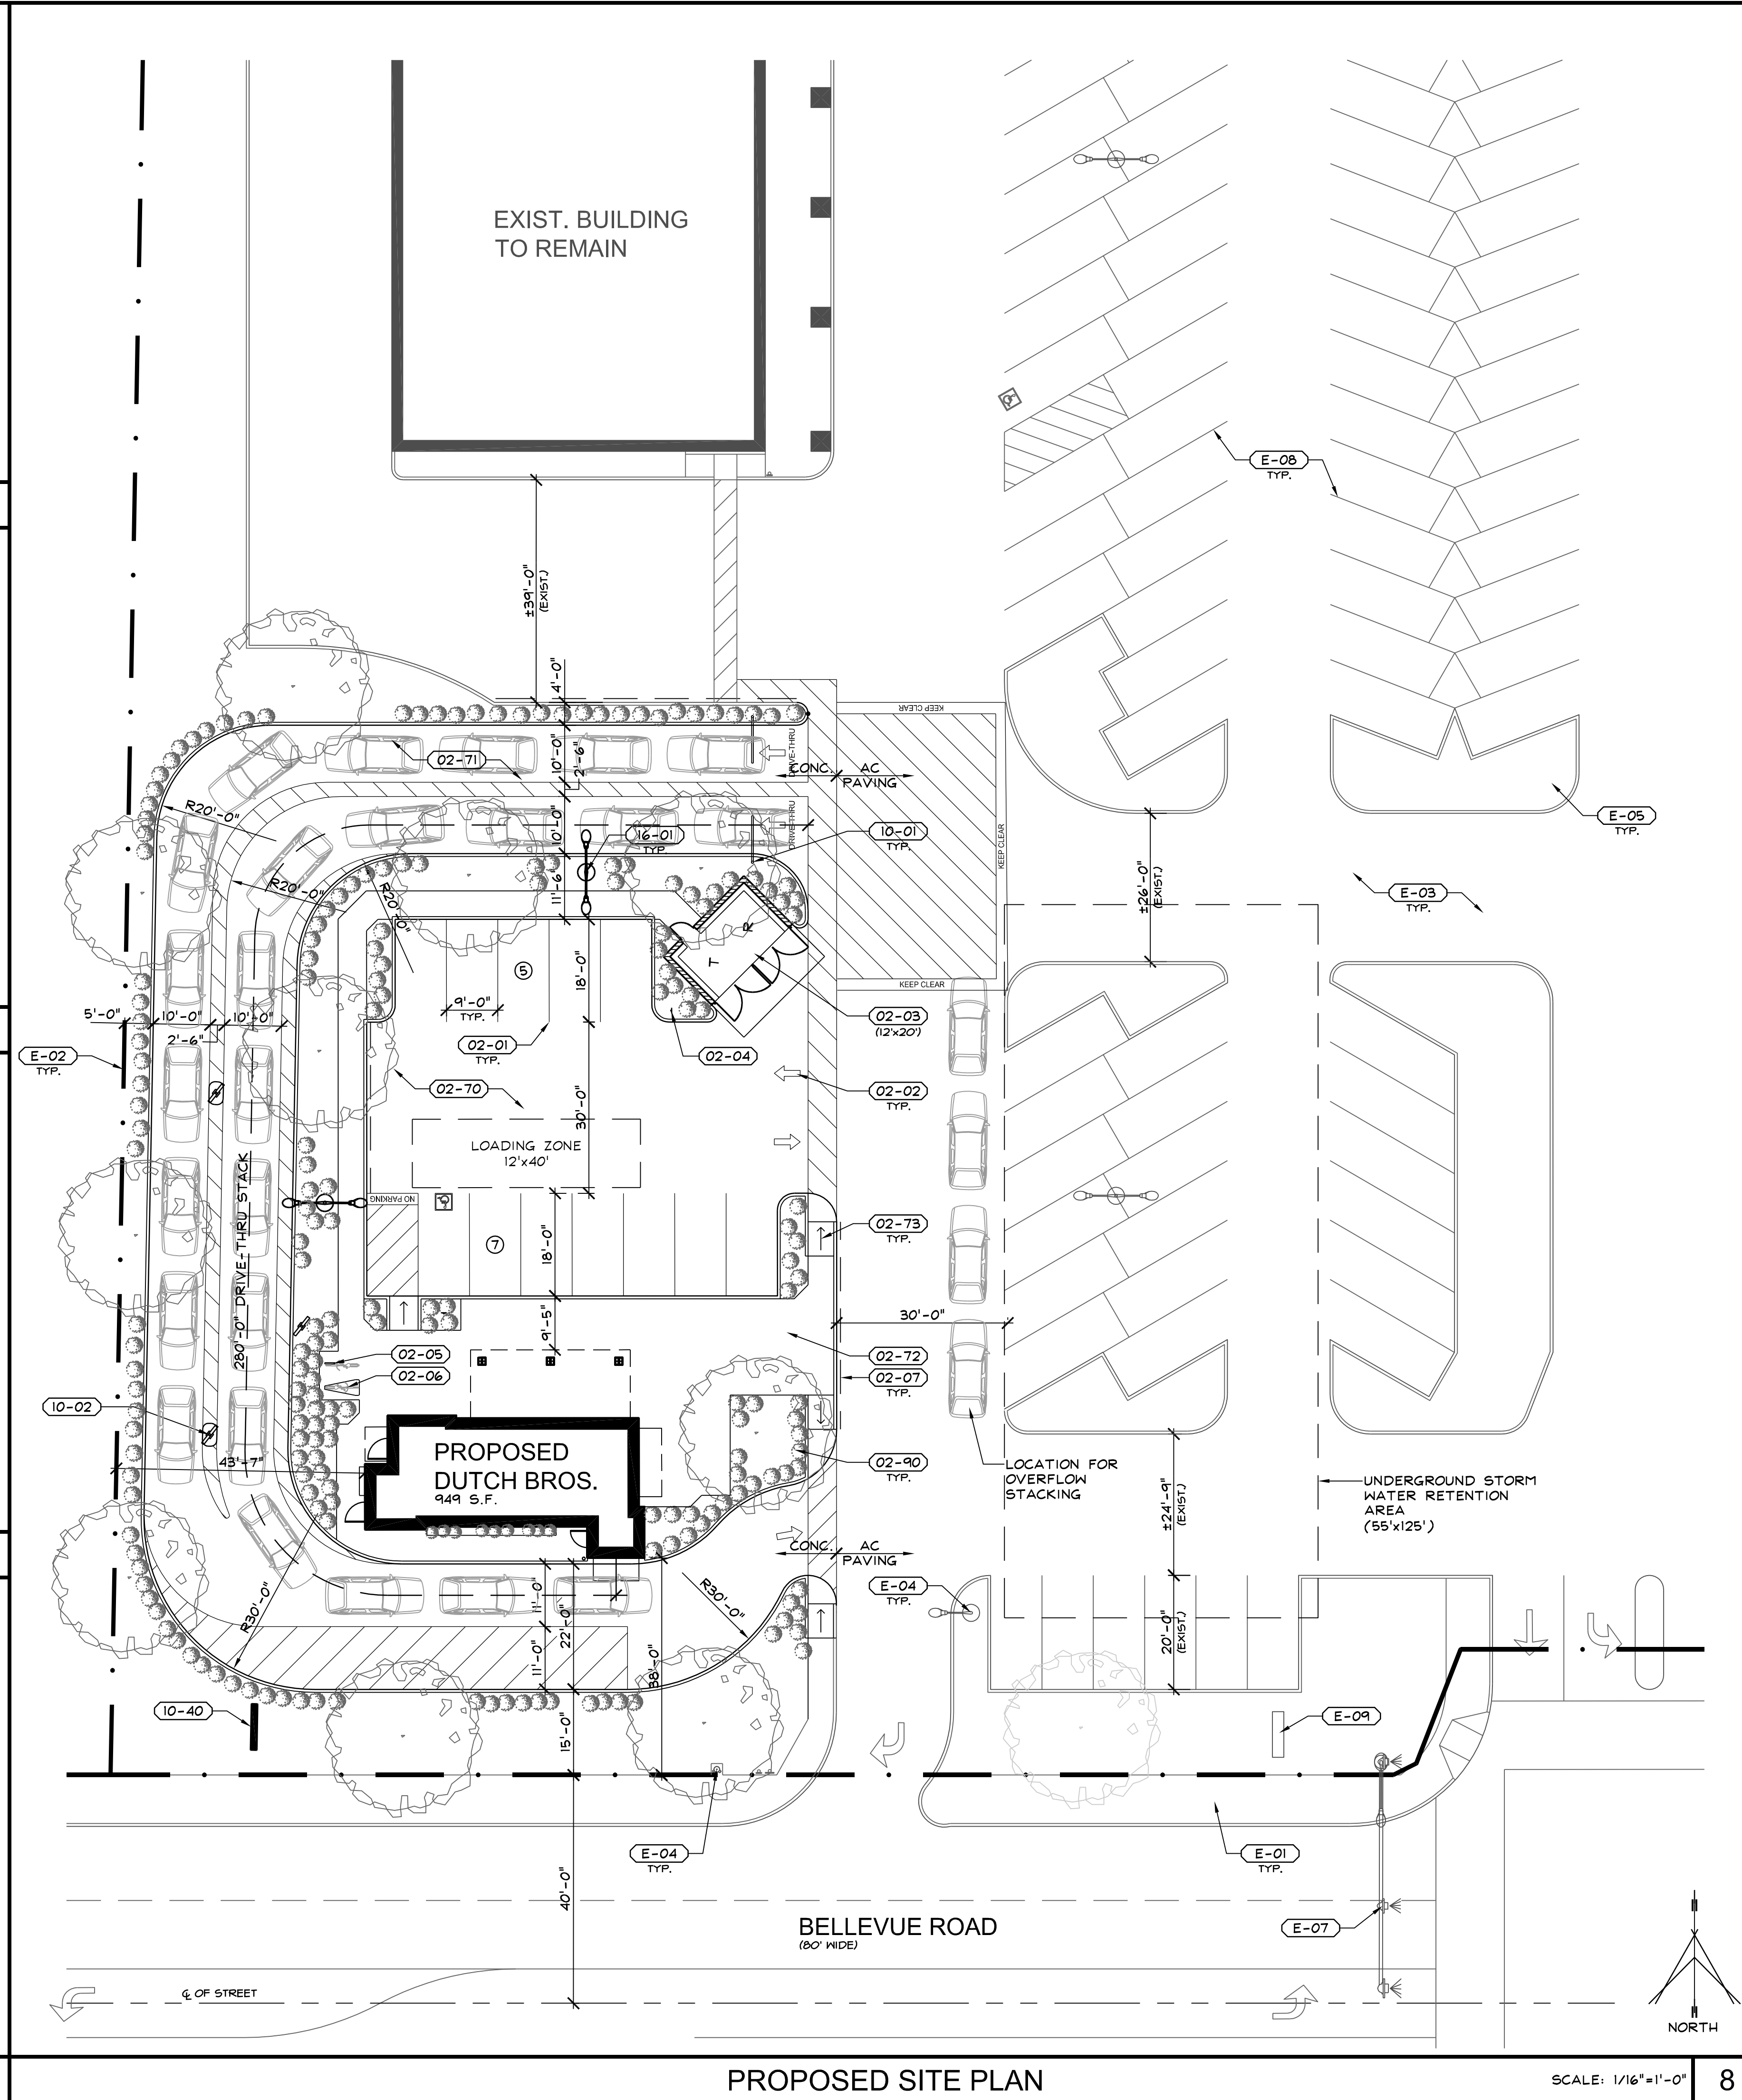 EXIST. BUILDING
TO REMAIN
E-08
TYP.
±39'-0"
(EXIST.)
4'-0"
KEEP CLEAR
02-71
10'-0"
2'-6"
DRIVE-THRU
CONC.
AC
PAVING
R20'-0"
10'-0"
16-01
TYP.
DRIVE-THRU
10-01
TYP.
KEEP CLEAR
E-05
TYP.
R20'-0"
R20'-0"
11'-6"
±26'-0"
(EXIST.)
E-03
TYP.
R
T
5
18'-0"
KEEP CLEAR
9'-0"
TYP.
5'-0"
10'-0"
10'-0"
2'-6"
02-03
(12'x20')
E-02
TYP.
02-01
TYP.
02-04
02-70
02-02
TYP.
30'-0"
LOADING ZONE
12'x40'
280'-0" DRIVE-THRU STACK
NO PARKING
02-73
TYP.
7
18'-0"
30'-0"
9'-5"
02-05
02-06
02-72
02-07
TYP.
10-02
43'-7"
PROPOSED
DUTCH BROS.
949 S.F.
02-90
TYP.
LOCATION FOR
OVERFLOW
STACKING
UNDERGROUND STORM
WATER RETENTION
AREA
(55'x125')
±24'-9"
(EXIST.)
CONC.
AC
PAVING
E-04
TYP.
R30'-0"
11'-0"
22'-0"
R30'-0"
20'-0"
(EXIST.)
11'-0"
38'-0"
10-40
15'-0"
E-09
E-04
TYP.
E-01
TYP.
40'-0"
BELLEVUE ROAD
(80' WIDE)
E-07
℄ OF STREET
NORTH
PROPOSED SITE PLAN
SCALE: 1/16"=1'-0"
8